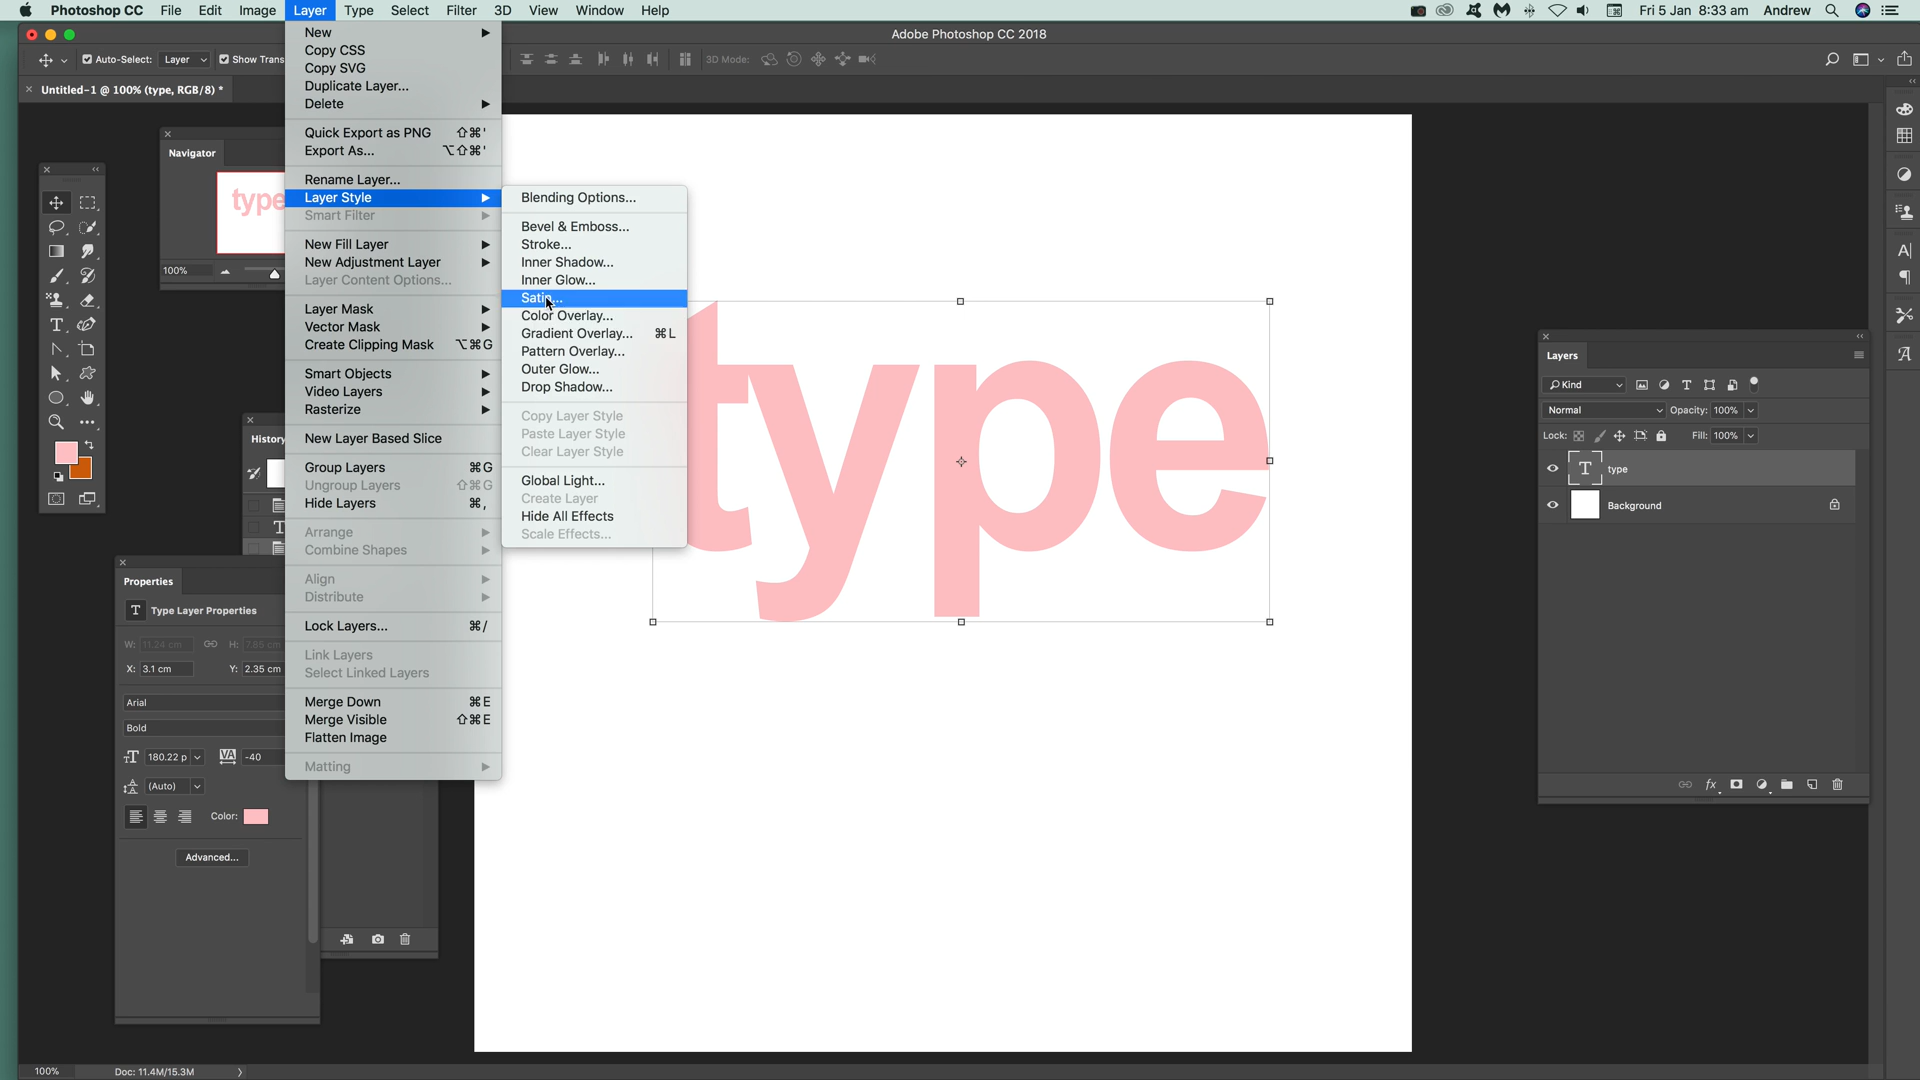 Photoshop CC File Edit Image Layer Type Select Filter 3D View Window Help Fri 5 Jan 8:33 am Andrew
Adobe Photoshop CC 2018
Auto-Select: Layer Show Trans 3D Mode:
Untitled-1 @ 100% (type, RGB/8) *
New
Copy CSS
Copy SVG
Duplicate Layer...
Delete
Quick Export as PNG ⇧⌘'
Export As... ⌥⇧⌘'
Rename Layer...
Layer Style
Smart Filter
New Fill Layer
New Adjustment Layer
Layer Content Options...
Layer Mask
Vector Mask
Create Clipping Mask ⌥⌘G
Smart Objects
Video Layers
Rasterize
New Layer Based Slice
Group Layers ⌘G
Ungroup Layers ⇧⌘G
Hide Layers ⌘,
Arrange
Combine Shapes
Align
Distribute
Lock Layers... ⌘/
Link Layers
Select Linked Layers
Merge Down ⌘E
Merge Visible ⇧⌘E
Flatten Image
Matting
Blending Options...
Bevel & Emboss...
Stroke...
Inner Shadow...
Inner Glow...
Satin...
Color Overlay...
Gradient Overlay... ⌘L
Pattern Overlay...
Outer Glow...
Drop Shadow...
Copy Layer Style
Paste Layer Style
Clear Layer Style
Global Light...
Create Layer
Hide All Effects
Scale Effects...
Navigator
type
100%
History
Properties
T Type Layer Properties
W: 11.24 cm H: 7.85 cm
X: 3.1 cm Y: 2.35 cm
Arial
Bold
180.22 p VA -40
(Auto)
Color:
Advanced...
type
Layers
Kind
Normal Opacity: 100%
Lock: Fill: 100%
T type
Background
fx
100% Doc: 11.4M/15.3M